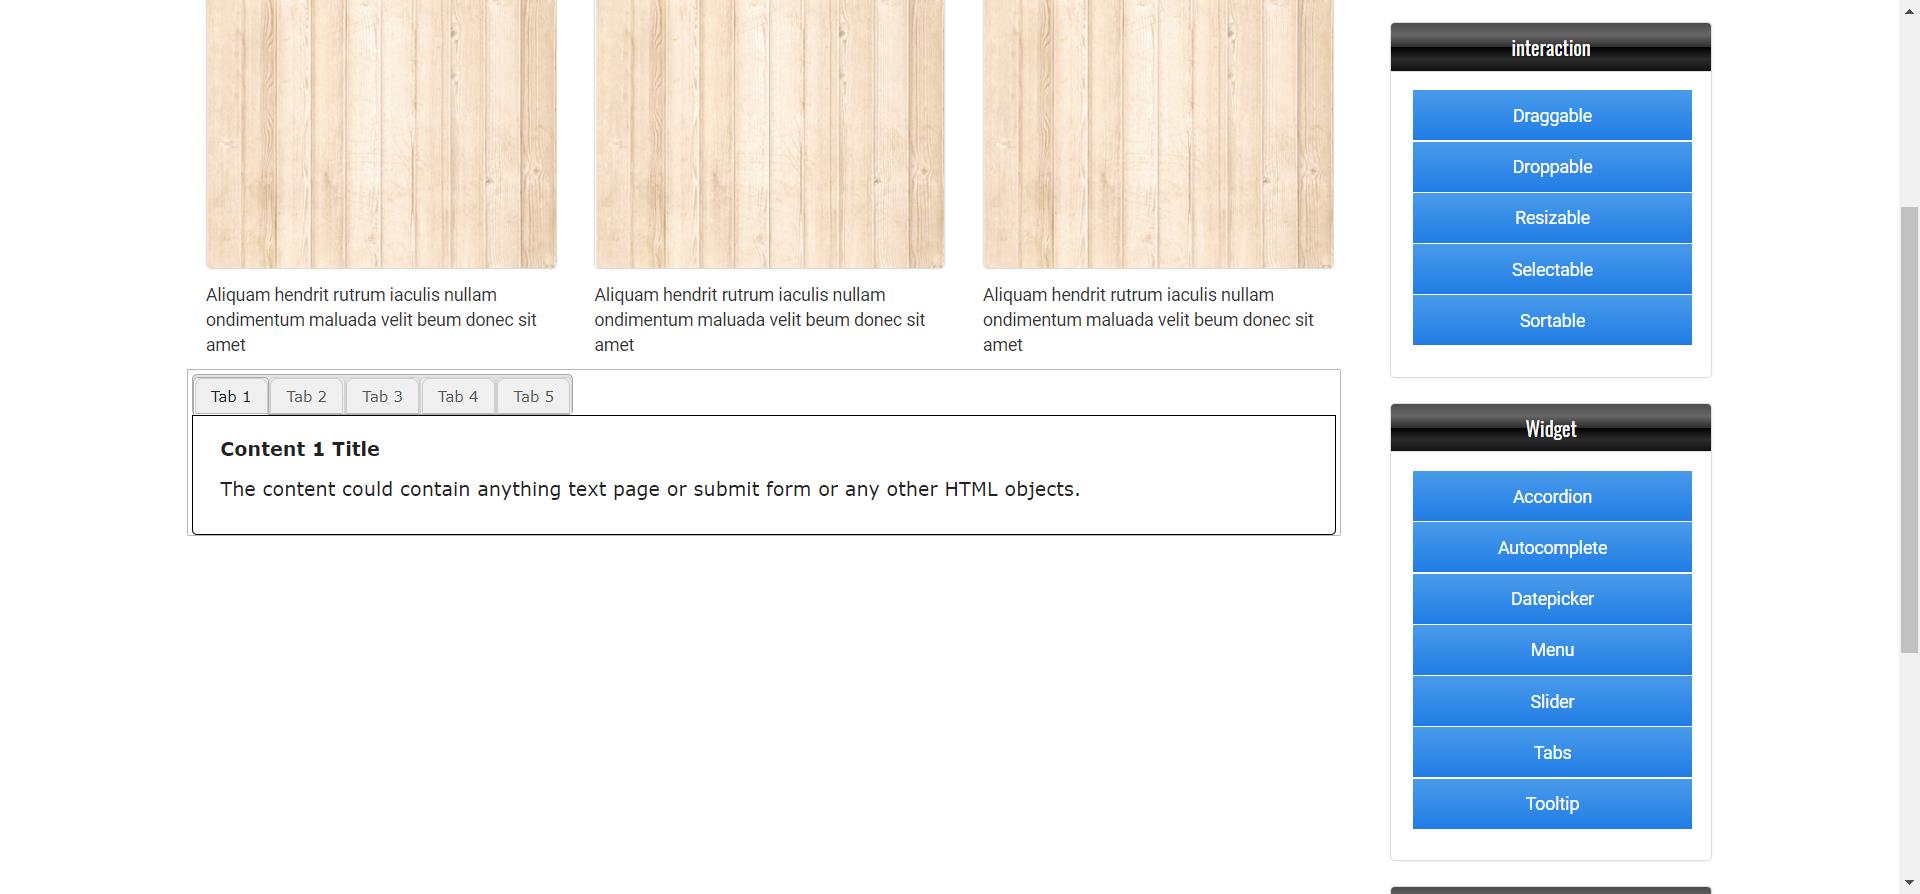 Aliquam hendrit rutrum iaculis nullam
ondimentum maluada velit beum donec sit
amet
Aliquam hendrit rutrum iaculis nullam
ondimentum maluada velit beum donec sit
amet
Aliquam hendrit rutrum iaculis nullam
ondimentum maluada velit beum donec sit
amet
Tab 1 Tab 2 Tab 3 Tab 4 Tab 5
Content 1 Title
The content could contain anything text page or submit form or any other HTML objects.
interaction
Draggable
Droppable
Resizable
Selectable
Sortable
Widget
Accordion
Autocomplete
Datepicker
Menu
Slider
Tabs
Tooltip